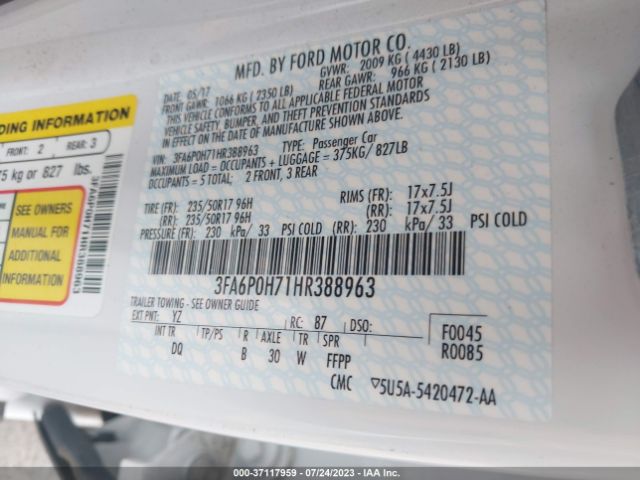 MFD. BY FORD MOTOR CO.
DATE: 05/17 GVWR: 2009 KG (4430 LB)
FRONT GAWR: 1066 KG (2350 LB) REAR GAWR: 966 KG (2130 LB)
THIS VEHICLE CONFORMS TO ALL APPLICABLE FEDERAL MOTOR
VEHICLE SAFETY, BUMPER, AND THEFT PREVENTION STANDARDS
IN EFFECT ON THE DATE OF MANUFACTURE SHOWN ABOVE.
VIN: 3FA6P0H71HR388963 TYPE: Passenger Car
MAXIMUM LOAD = OCCUPANTS + LUGGAGE = 375KG/ 827LB
OCCUPANTS = 5 TOTAL: 2 FRONT, 3 REAR
TIRE (FR): 235/50R17 96H RIMS (FR): 17x7.5J
(RR): 235/50R17 96H (RR): 17x7.5J
PRESSURE (FR): 230 kPa/ 33 PSI COLD (RR): 230 kPa/ 33 PSI COLD
3FA6P0H71HR388963
TRAILER TOWING - SEE OWNER GUIDE
EXT PNT: YZ RC: 87 DSO: F0045
INT TR TP/PS R AXLE TR SPR R0085
DQ B 30 W FFPP
CMC ▽5U5A-5420472-AA
DING INFORMATION
FRONT: 2 REAR: 3
75 kg or 827 lbs.
SEE OWNERS
MANUAL FOR
ADDITIONAL
INFORMATION
3FA6P0H71HR388963
000-37117959 - 07/24/2023 - IAA Inc.